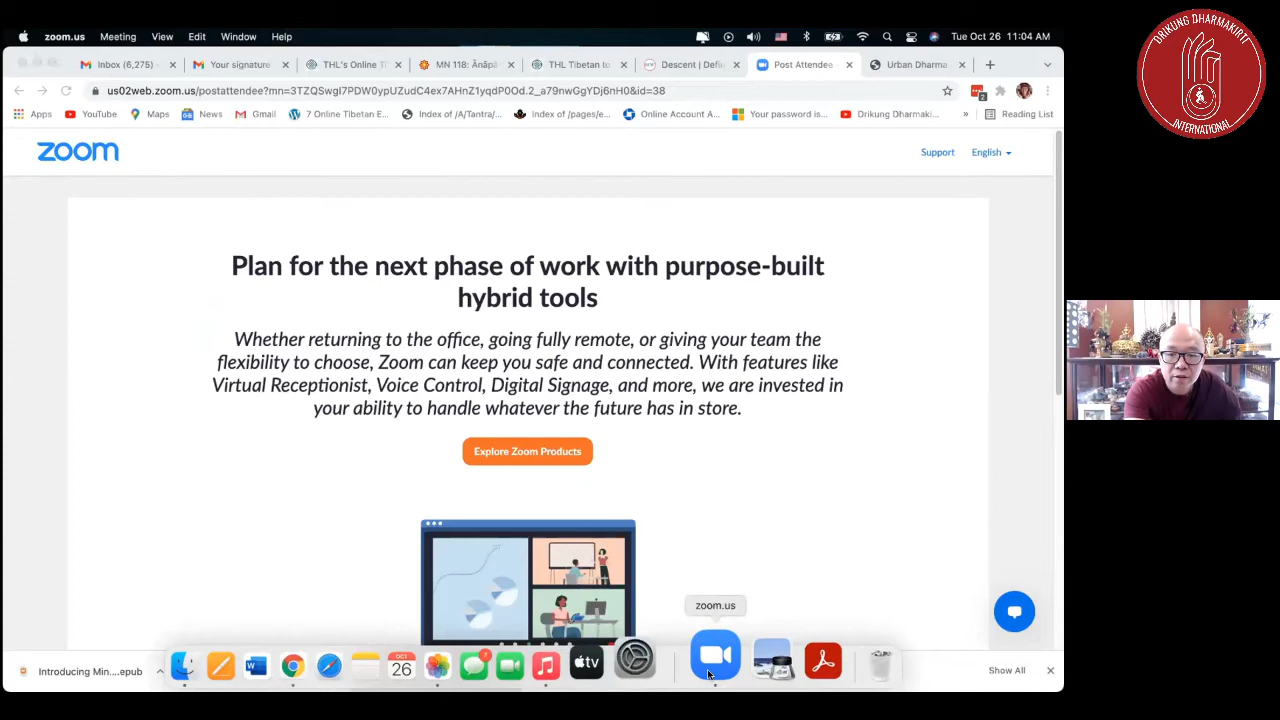 zoom.us Meeting View Edit Window Help Tue Oct 26 11:04 AM
Inbox (6,275) - Your signature THL's Online T MN 118: Ānāpā THL Tibetan to Descent | Defi Post Attendee - Urban Dharma
us02web.zoom.us/postattendee?mn=
Apps YouTube Maps News Gmail 7 Online Tibetan E... Index of /A/Tantra/... Index of /pages/e... Online Account A... Your password is... Drikung Dharmaki... » Reading List
zoom Support English
Plan for the next phase of work with purpose-built
hybrid tools
Whether returning to the office, going fully remote, or giving your team the
flexibility to choose, Zoom can keep you safe and connected. With features like
Virtual Receptionist, Voice Control, Digital Signage, and more, we are invested in
your ability to handle whatever the future has in store.
Explore Zoom Products
zoom.us
OCT
26
tv
7
Introducing Min....epub Show All
DRIKUNG DHARMAKIRTI
INTERNATIONAL